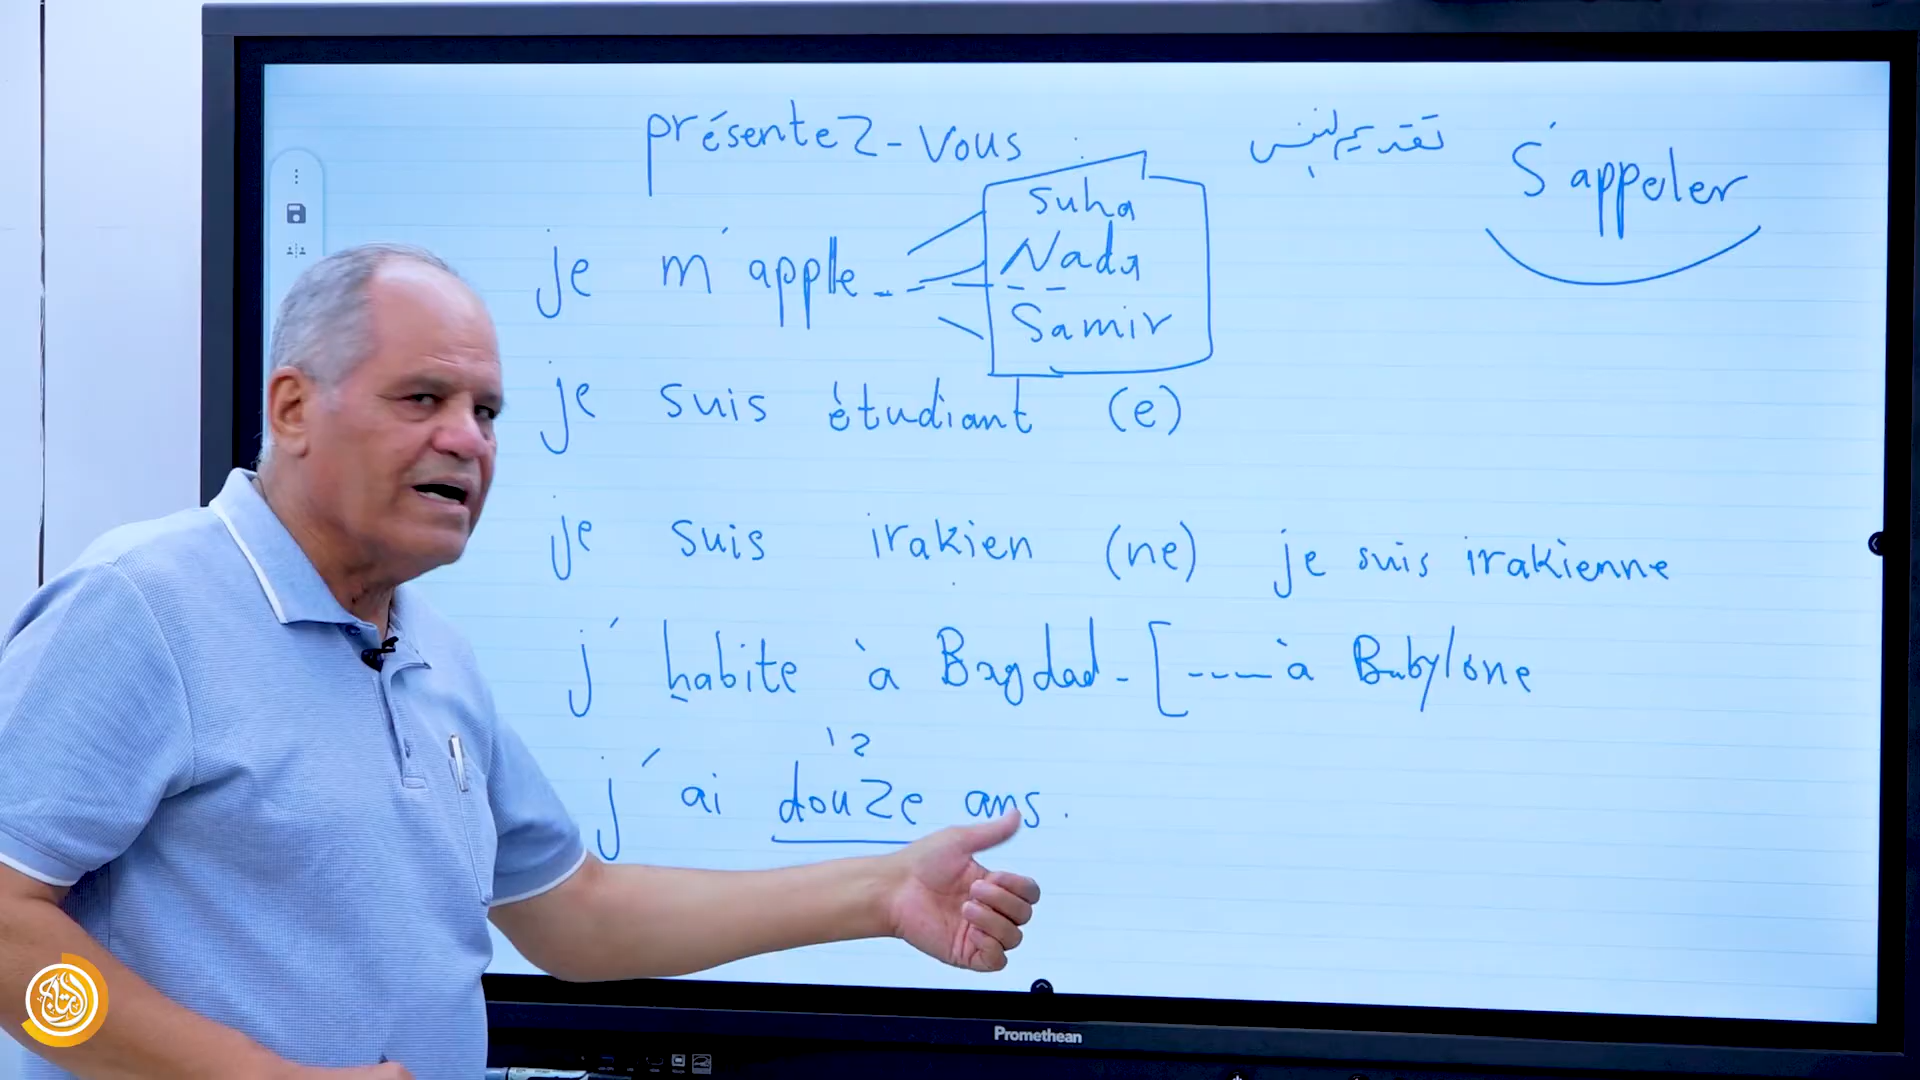 présentez-vous : تقديم النفس S'appeler
Suha
je m'applle Nada
Samir
je suis étudiant (e)
je suis irakien (ne) je suis irakienne
j' habite à Bagdad - [ ---- à Babylone
12
j' ai douze ans.
Promethean